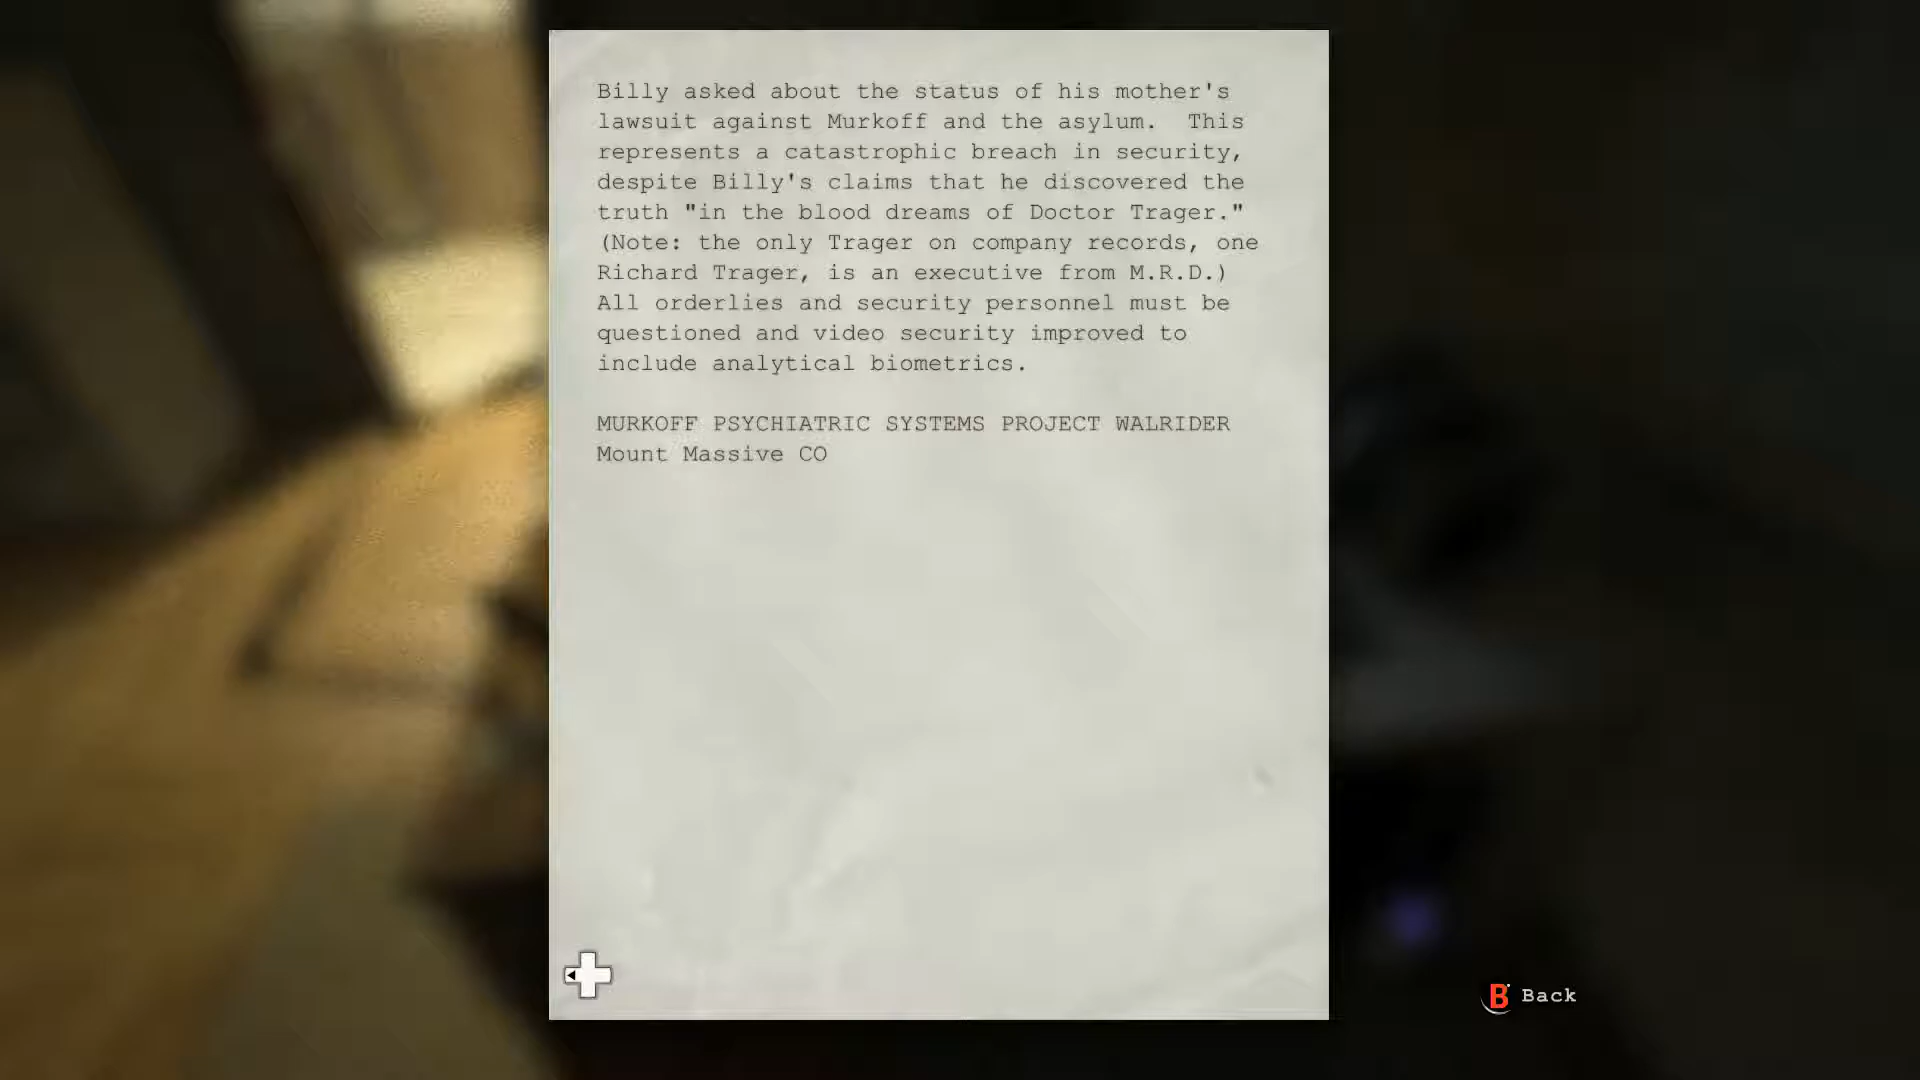 Billy asked about the status of his mother's
lawsuit against Murkoff and the asylum.  This
represents a catastrophic breach in security,
despite Billy's claims that he discovered the
truth "in the blood dreams of Doctor Trager."
(Note: the only Trager on company records, one
Richard Trager, is an executive from M.R.D.)
All orderlies and security personnel must be
questioned and video security improved to
include analytical biometrics.
MURKOFF PSYCHIATRIC SYSTEMS PROJECT WALRIDER
Mount Massive CO
B Back